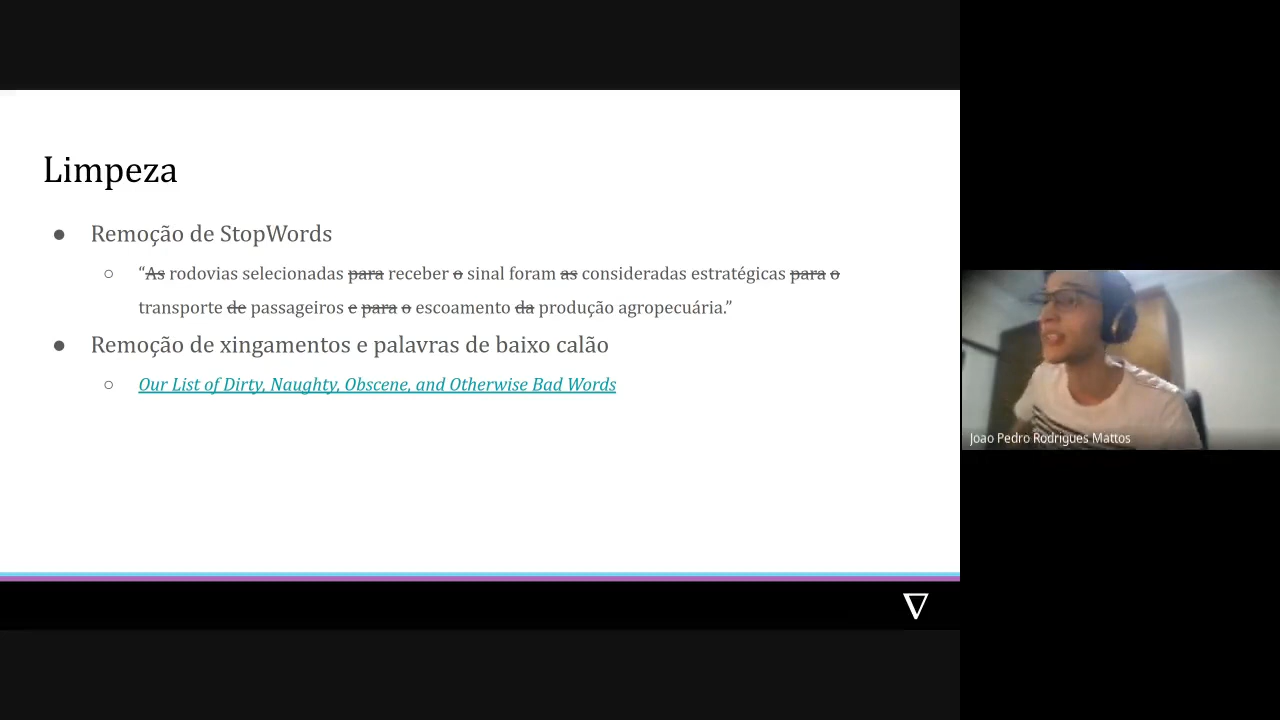 Limpeza
● Remoção de StopWords
○ “As rodovias selecionadas para receber o sinal foram as consideradas estratégicas para o
transporte de passageiros e para o escoamento da produção agropecuária.”
● Remoção de xingamentos e palavras de baixo calão
○ Our List of Dirty, Naughty, Obscene, and Otherwise Bad Words
Joao Pedro Rodrigues Mattos